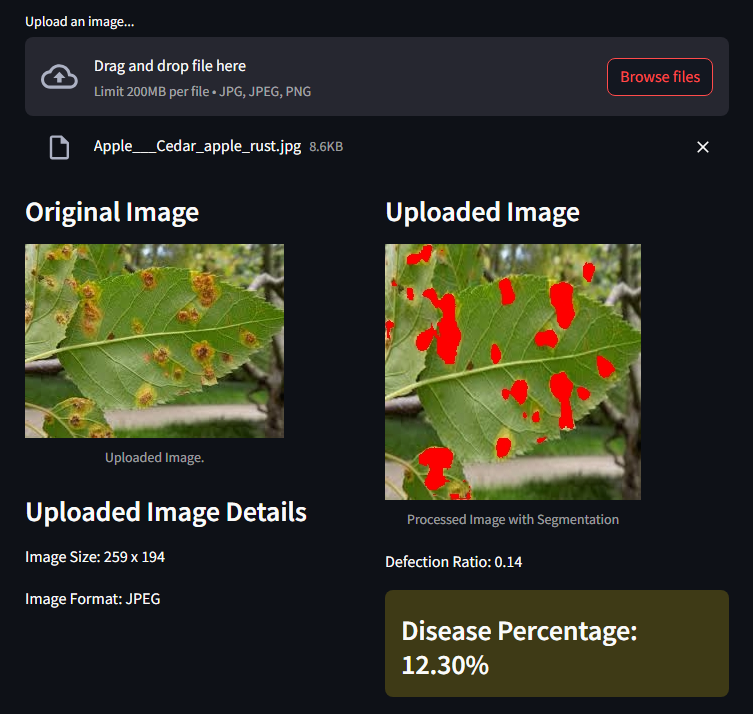 Upload an image...
Drag and drop file here
Limit 200MB per file • JPG, JPEG, PNG
Browse files
Apple___Cedar_apple_rust.jpg 8.6KB
Original Image
Uploaded Image.
Uploaded Image Details
Image Size: 259 x 194
Image Format: JPEG
Uploaded Image
Processed Image with Segmentation
Defection Ratio: 0.14
Disease Percentage:
12.30%